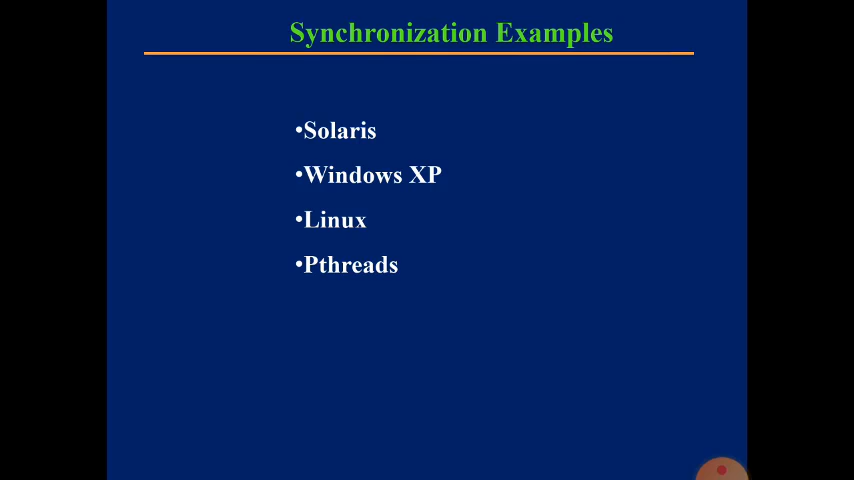 Synchronization Examples
•Solaris
•Windows XP
•Linux
•Pthreads